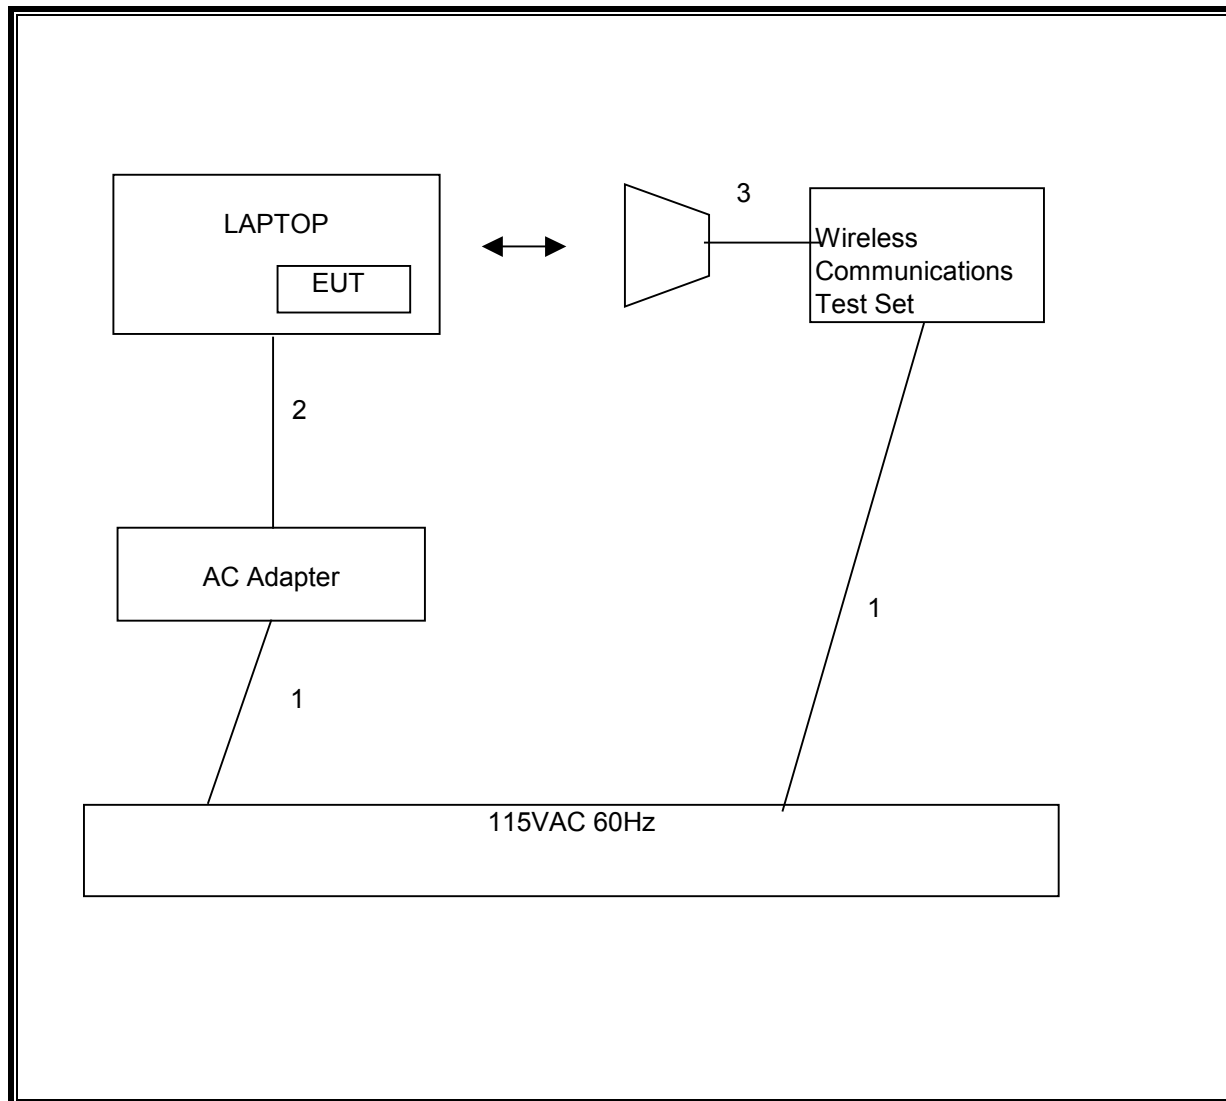 LAPTOP
EUT
3
Wireless
Communications
Test Set
2
AC Adapter
1
1
115VAC 60Hz